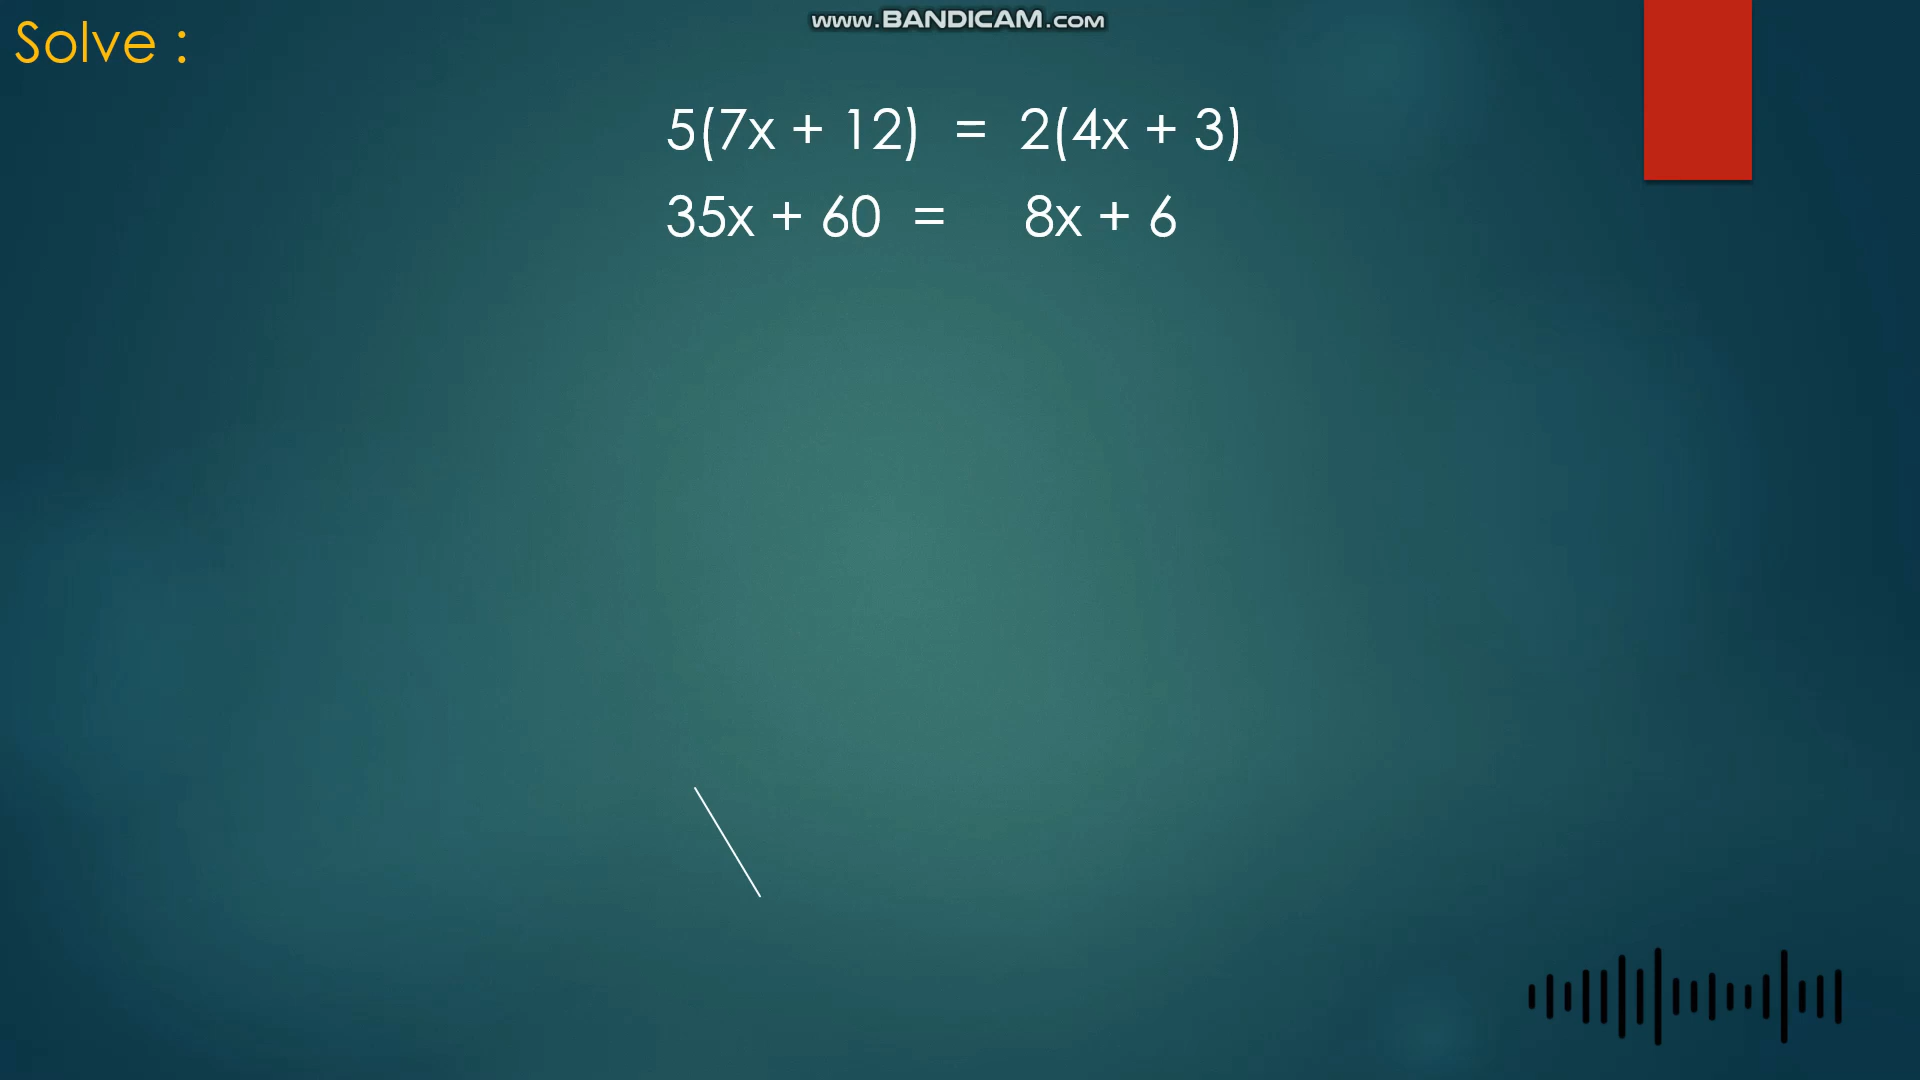 www.BANDICAM.com
Solve :
5(7x + 12) = 2(4x + 3)
35x + 60 = 8x + 6